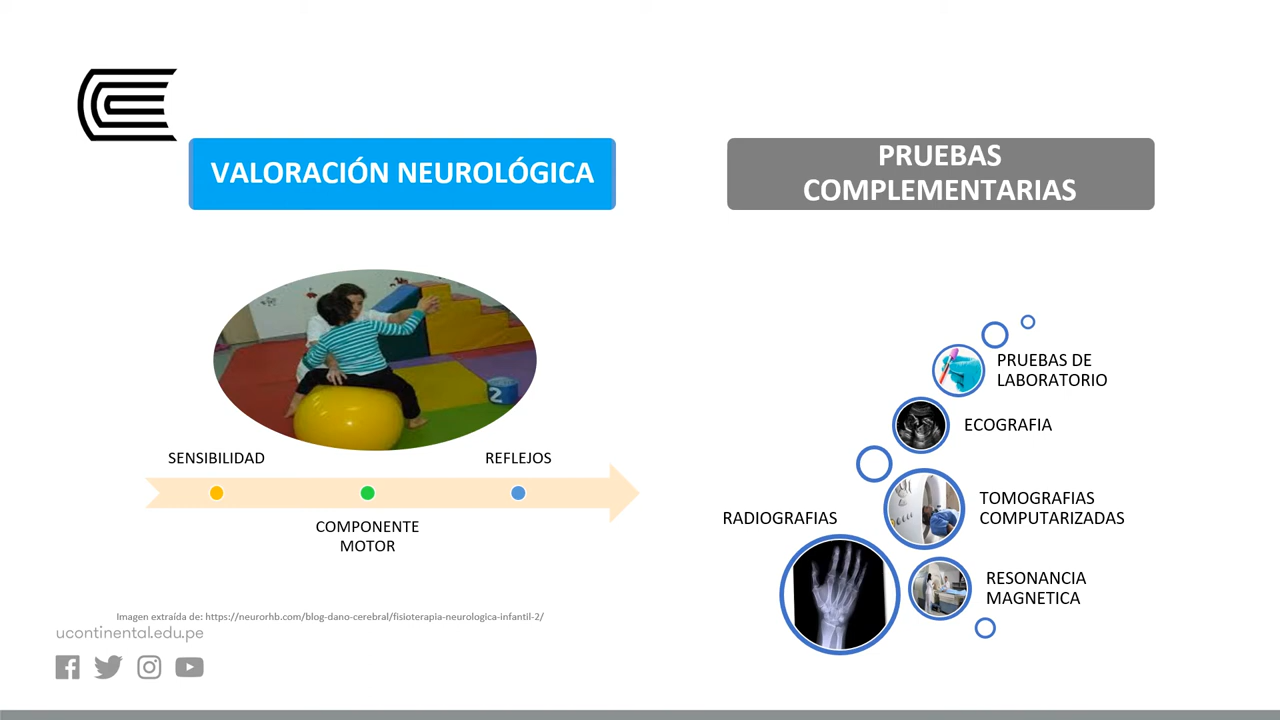 VALORACIÓN NEUROLÓGICA
PRUEBAS
COMPLEMENTARIAS
SENSIBILIDAD
REFLEJOS
COMPONENTE
MOTOR
PRUEBAS DE
LABORATORIO
ECOGRAFIA
TOMOGRAFIAS
COMPUTARIZADAS
RADIOGRAFIAS
RESONANCIA
MAGNETICA
2
Imagen extraída de: https://neurorhb.com/blog-dano-cerebral/fisioterapia-neurologica-infantil-2/
ucontinental.edu.pe